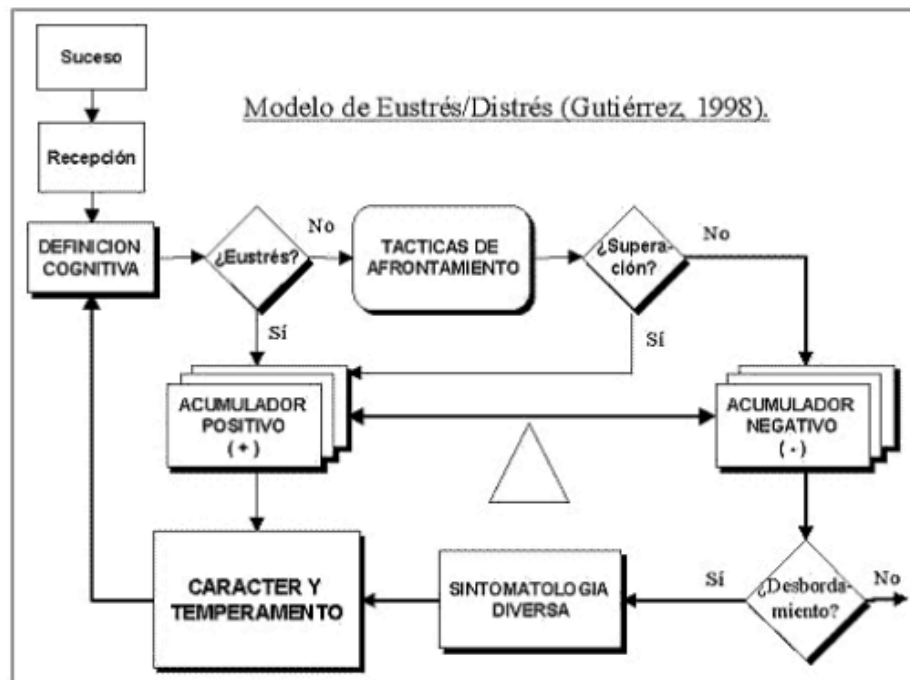 Suceso
Modelo de Eustrés/Distrés (Gutiérrez, 1998).
Recepción
DEFINICION
COGNITIVA
¿Eustrés?
No
TACTICAS DE
AFRONTAMIENTO
¿Supera-
ción?
No
Sí
Sí
ACUMULADOR
POSITIVO
(+)
ACUMULADOR
NEGATIVO
(-)
CARACTER Y
TEMPERAMENTO
SINTOMATOLOGIA
DIVERSA
Sí
¿Desborda-
miento?
No